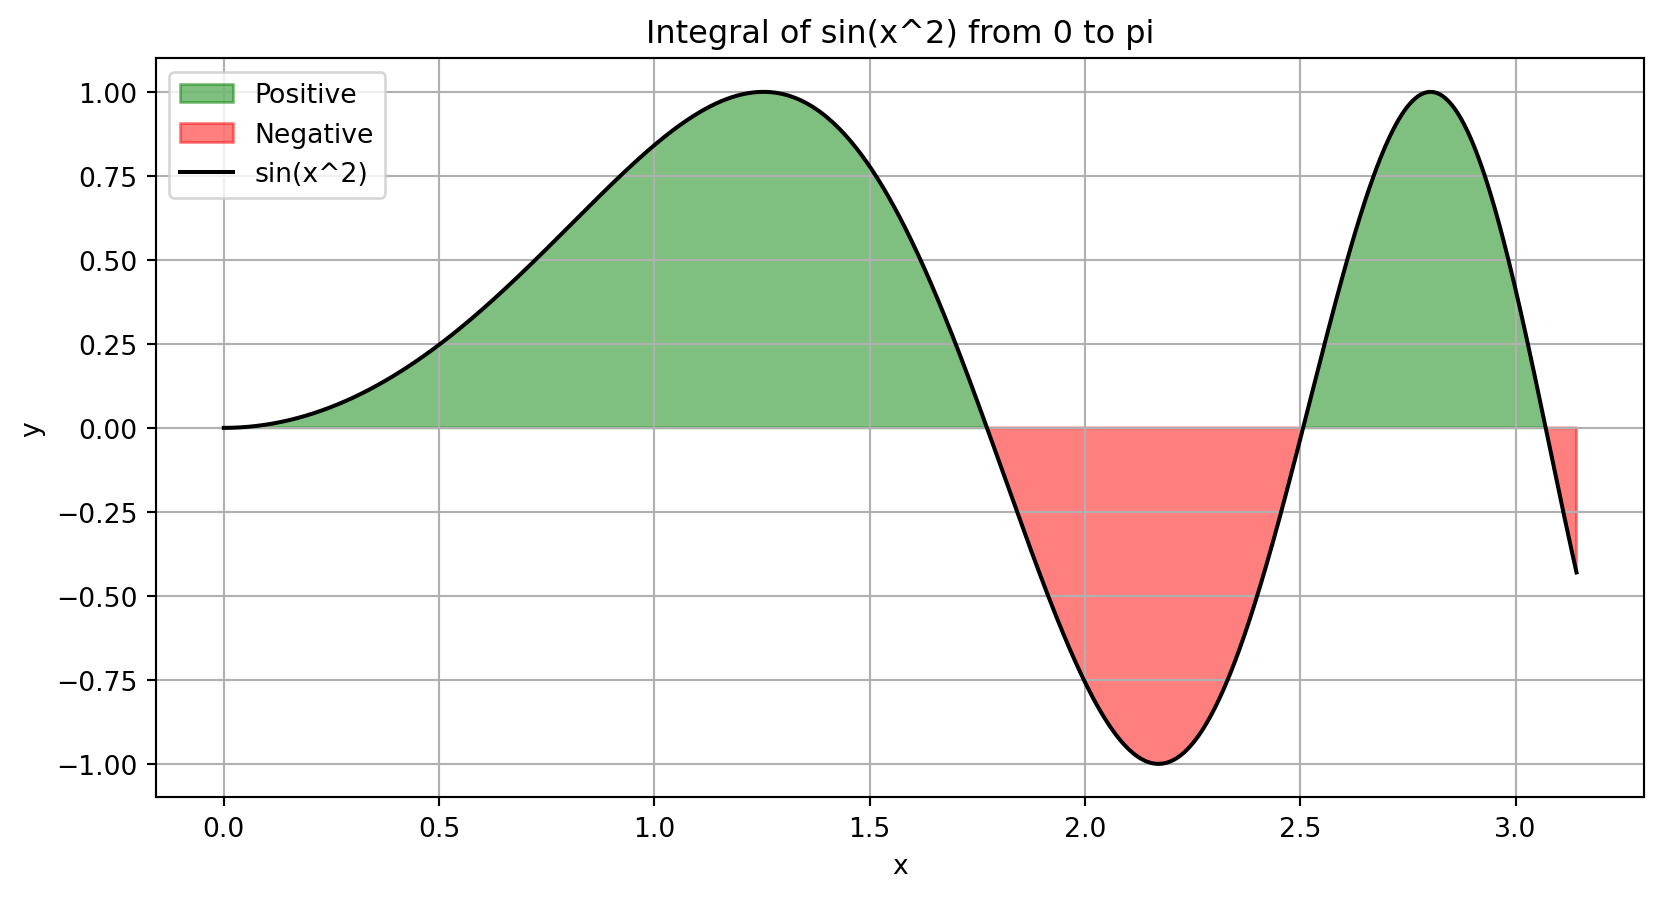 Integral of sin(x^2) from 0 to pi
Positive
Negative
sin(x^2)
1.00
0.75
0.50
0.25
0.00
−0.25
−0.50
−0.75
−1.00
y
0.0 0.5 1.0 1.5 2.0 2.5 3.0
x